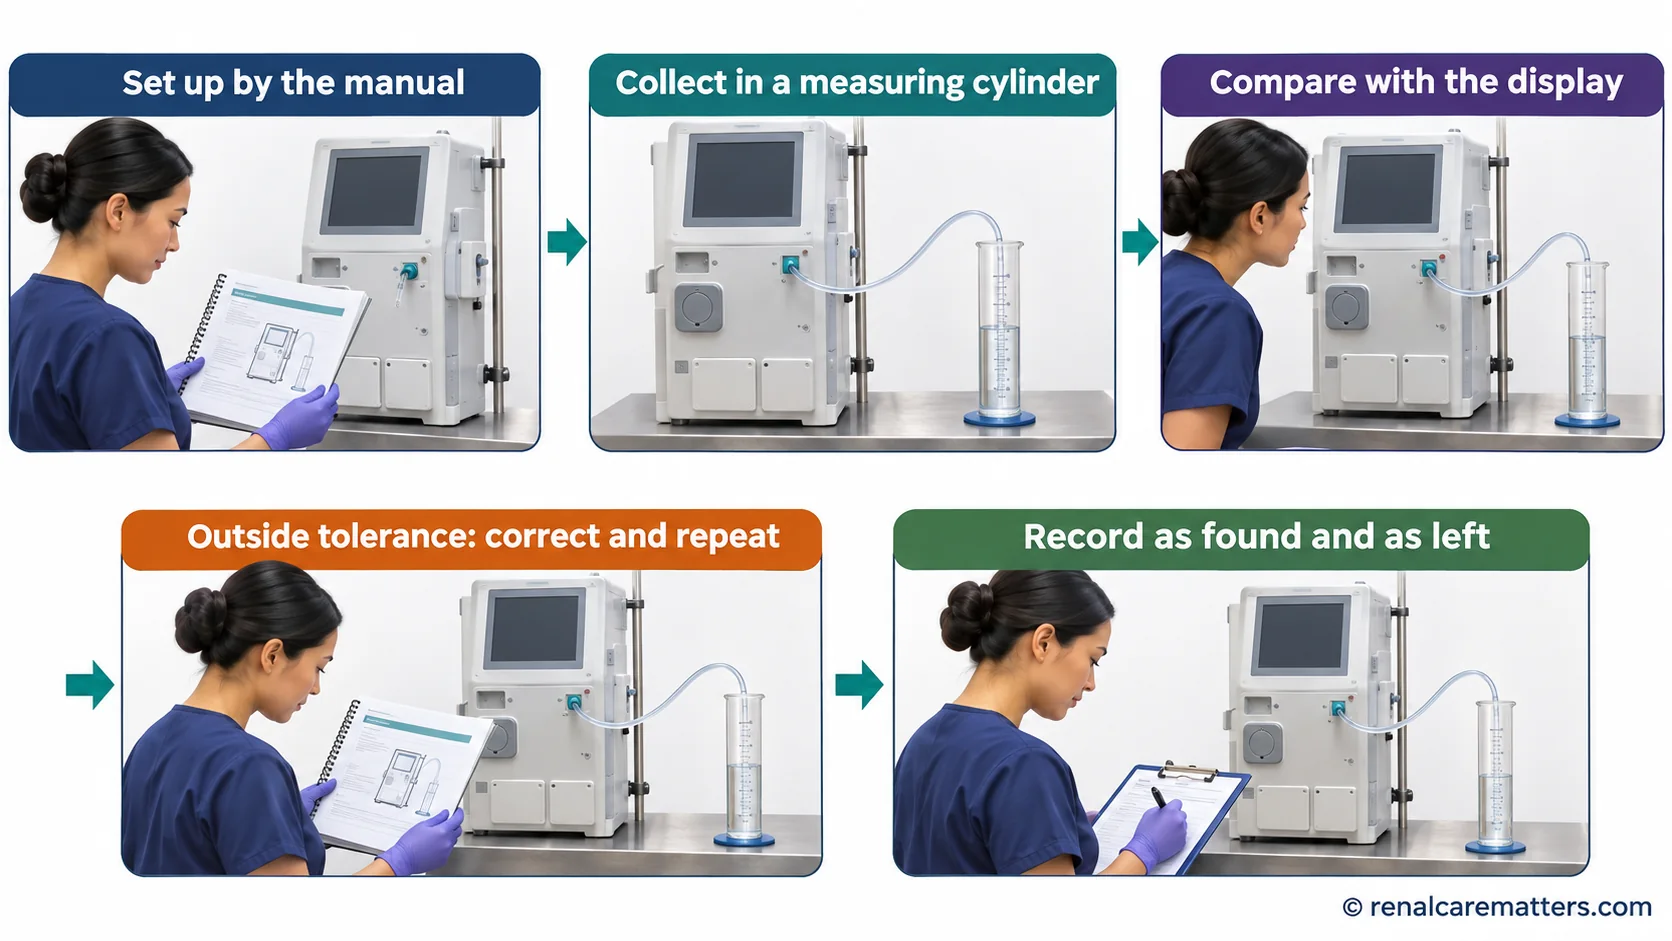 Set up by the manual
Collect in a measuring cylinder
Compare with the display
Outside tolerance: correct and repeat
Record as found and as left
© renalcarematters.com